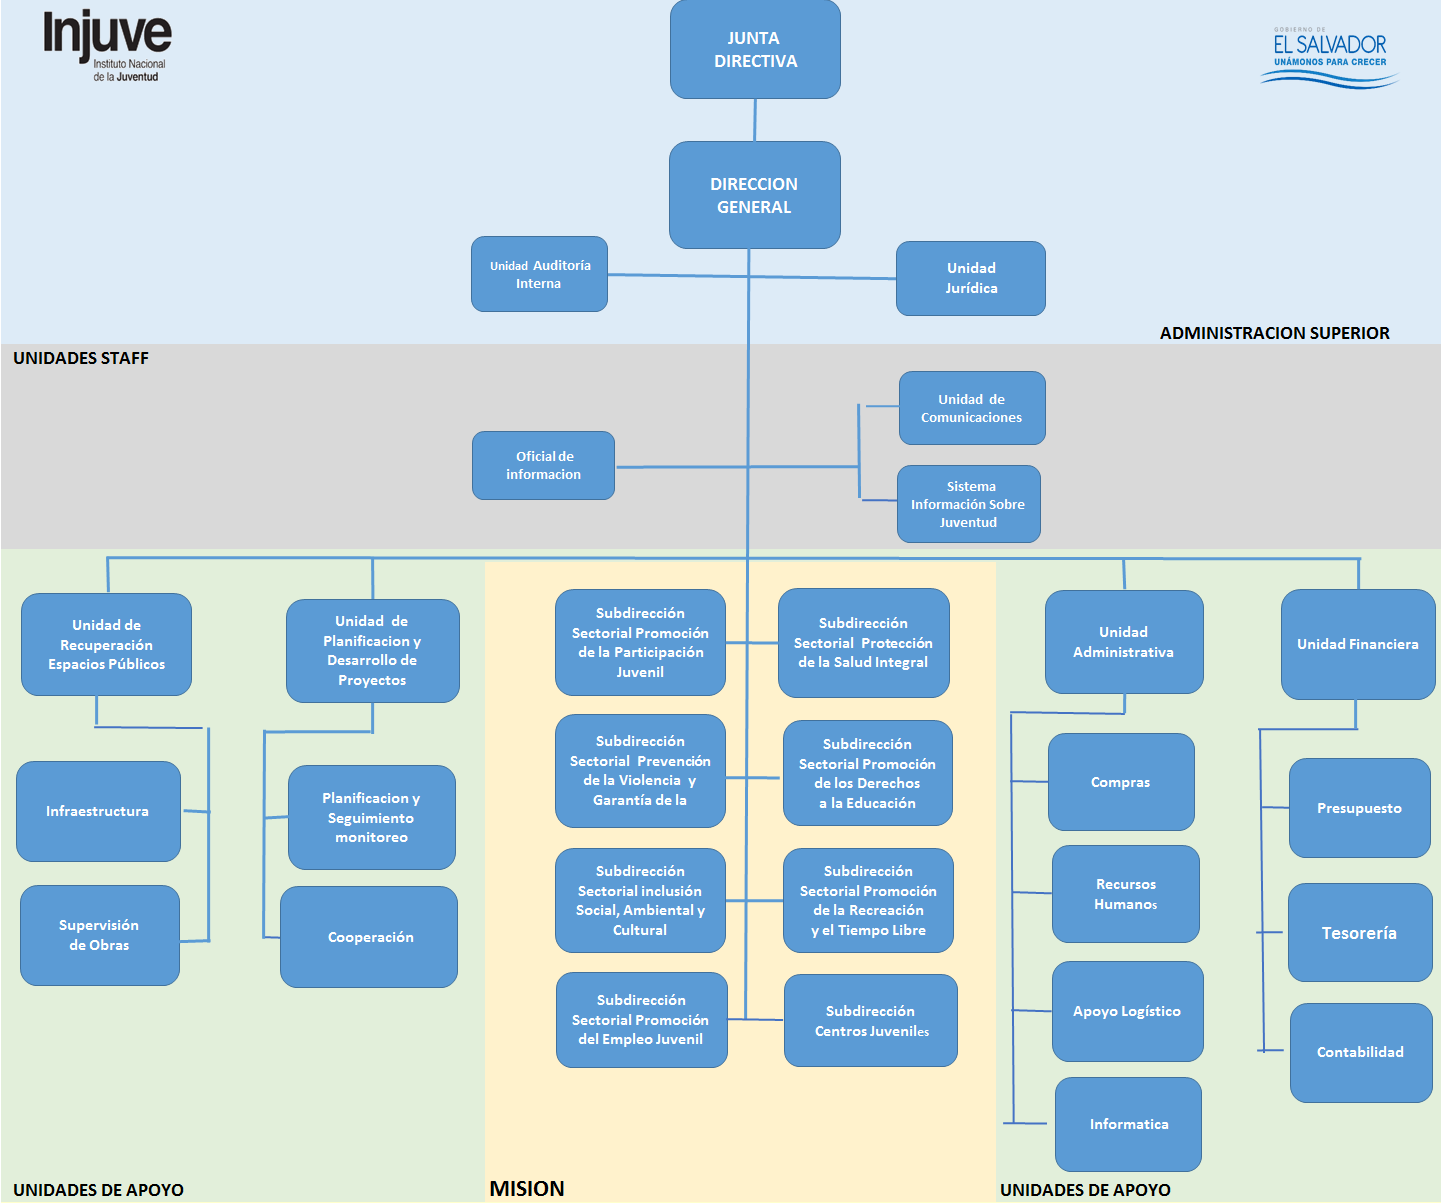 Injuve
Instituto Nacional
de la Juventud
GOBIERNO DE
EL SALVADOR
UNÁMONOS PARA CRECER
JUNTA
DIRECTIVA
DIRECCION
GENERAL
Unidad Auditoría
Interna
Unidad
Jurídica
ADMINISTRACION SUPERIOR
UNIDADES STAFF
Unidad de
Comunicaciones
Oficial de
informacion
Sistema
Información Sobre
Juventud
Unidad de
Recuperación
Espacios Públicos
Unidad de
Planificacion y
Desarrollo de
Proyectos
Subdirección
Sectorial Promoción
de la Participación
Juvenil
Subdirección
Sectorial Protección
de la Salud Integral
Unidad
Administrativa
Unidad Financiera
Infraestructura
Planificacion y
Seguimiento
monitoreo
Subdirección
Sectorial Prevención
de la Violencia y
Garantía de la
Subdirección
Sectorial Promoción
de los Derechos
a la Educación
Compras
Presupuesto
Supervisión
de Obras
Cooperación
Subdirección
Sectorial inclusión
Social, Ambiental y
Cultural
Subdirección
Sectorial Promoción
de la Recreación
y el Tiempo Libre
Recursos
Humanos
Tesorería
Subdirección
Sectorial Promoción
del Empleo Juvenil
Subdirección
Centros Juveniles
Apoyo Logístico
Contabilidad
Informatica
UNIDADES DE APOYO
MISION
UNIDADES DE APOYO